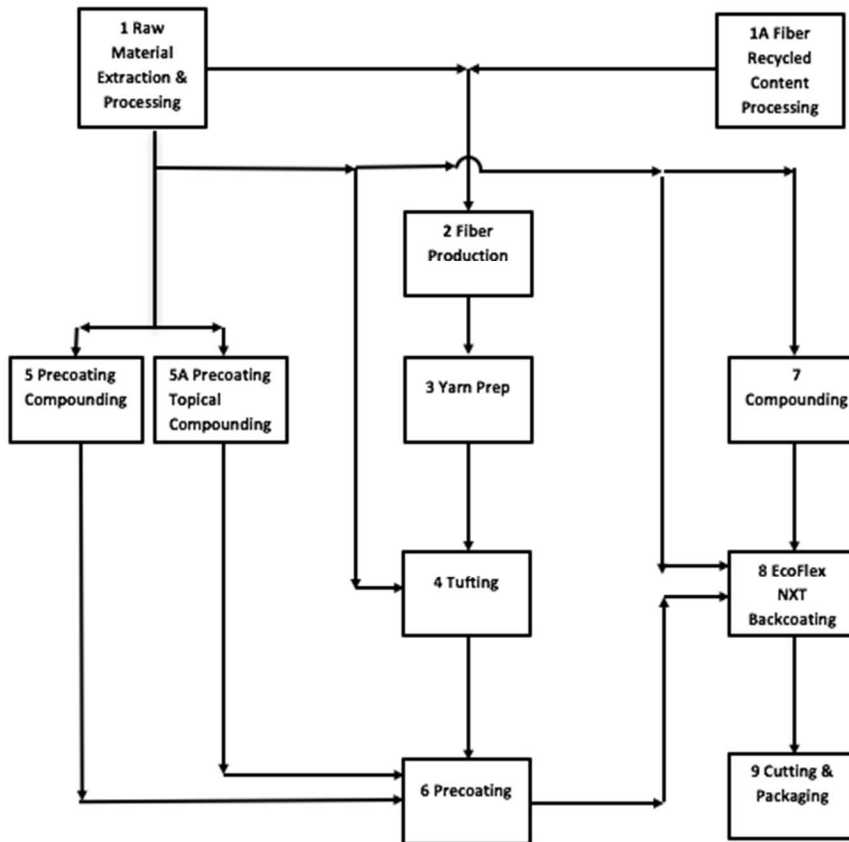 1 Raw
Material
Extraction &
Processing
1A Fiber
Recycled
Content
Processing
2 Fiber
Production
5 Precoating
Compounding
5A Precoating
Topical
Compounding
3 Yarn Prep
7
Compounding
4 Tufting
8 EcoFlex
NXT
Backcoating
6 Precoating
9 Cutting &
Packaging